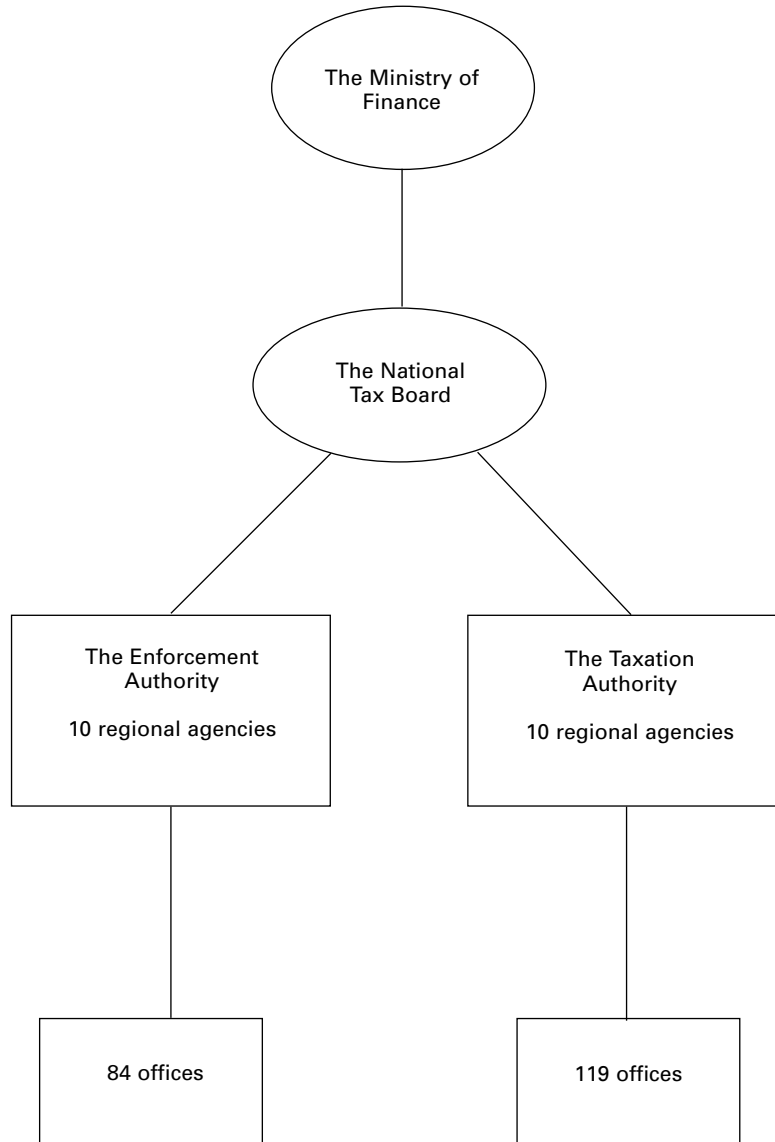 The Ministry of
Finance
The National
Tax Board
The Enforcement
Authority
10 regional agencies
The Taxation
Authority
10 regional agencies
84 offices
119 offices